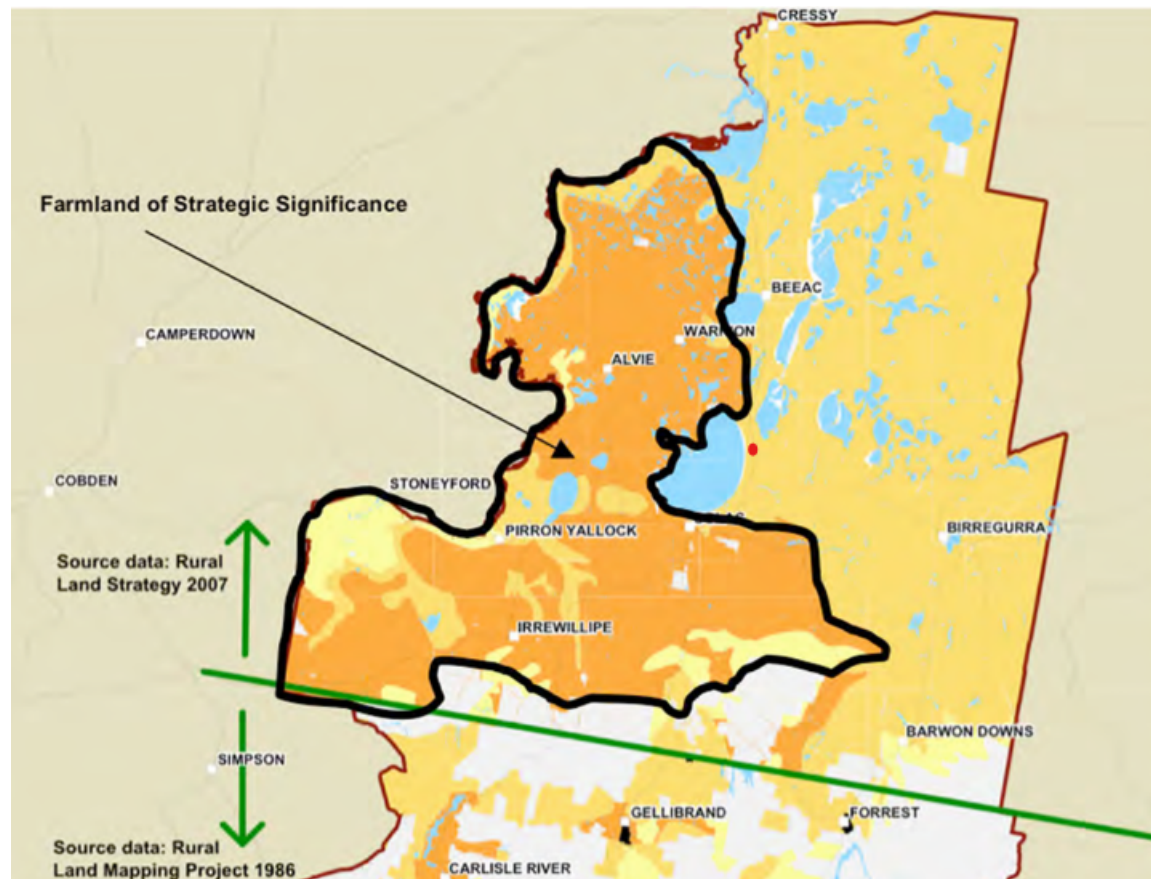 CRESSY
Farmland of Strategic Significance
BEEAC
CAMPERDOWN
ALVIE
COBDEN
STONEYFORD
PIRRON YALLOCK
BIRREGURRA
Source data: Rural
Land Strategy 2007
IRREWILLIPE
BARWON DOWNS
SIMPSON
GELLIBRAND
FORREST
Source data: Rural
Land Mapping Project 1986
CARLISLE RIVER